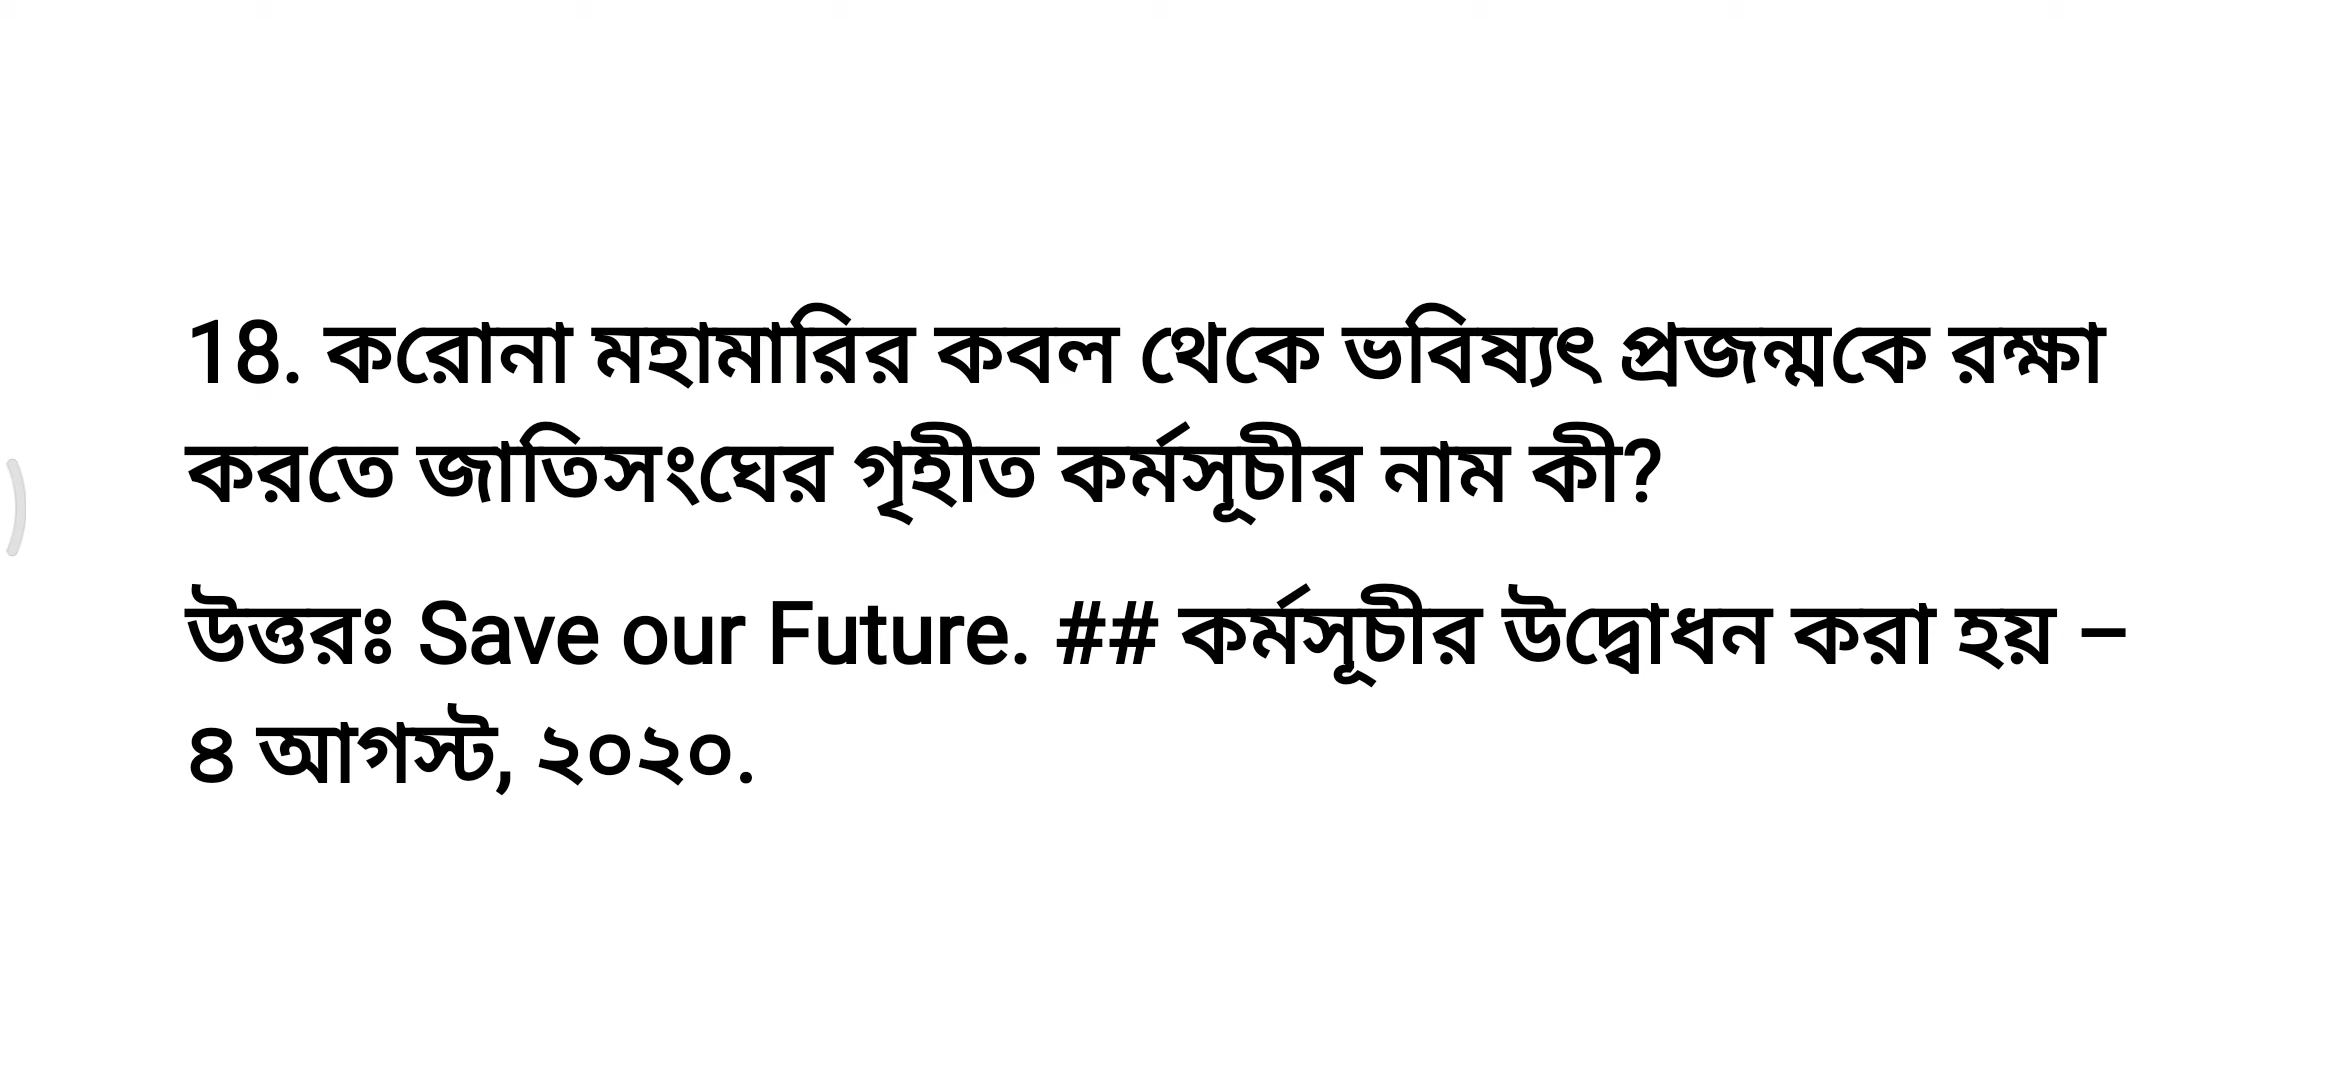 18. করোনা মহামারির কবল থেকে ভবিষ্যৎ প্রজন্মকে রক্ষা
করতে জাতিসংঘের গৃহীত কর্মসূচীর নাম কী?
উত্তরঃ Save our Future. ## কর্মসূচীর উদ্বোধন করা হয় –
৪ আগস্ট, ২০২০.